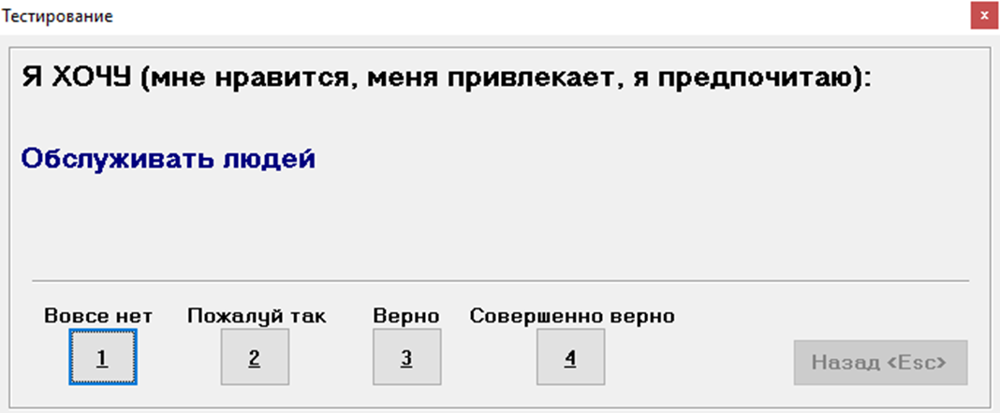 Тестирование
x
Я ХОЧУ (мне нравится, меня привлекает, я предпочитаю):
Обслуживать людей
Вовсе нет Пожалуй так Верно Совершенно верно
1 2 3 4
Назад <Esc>